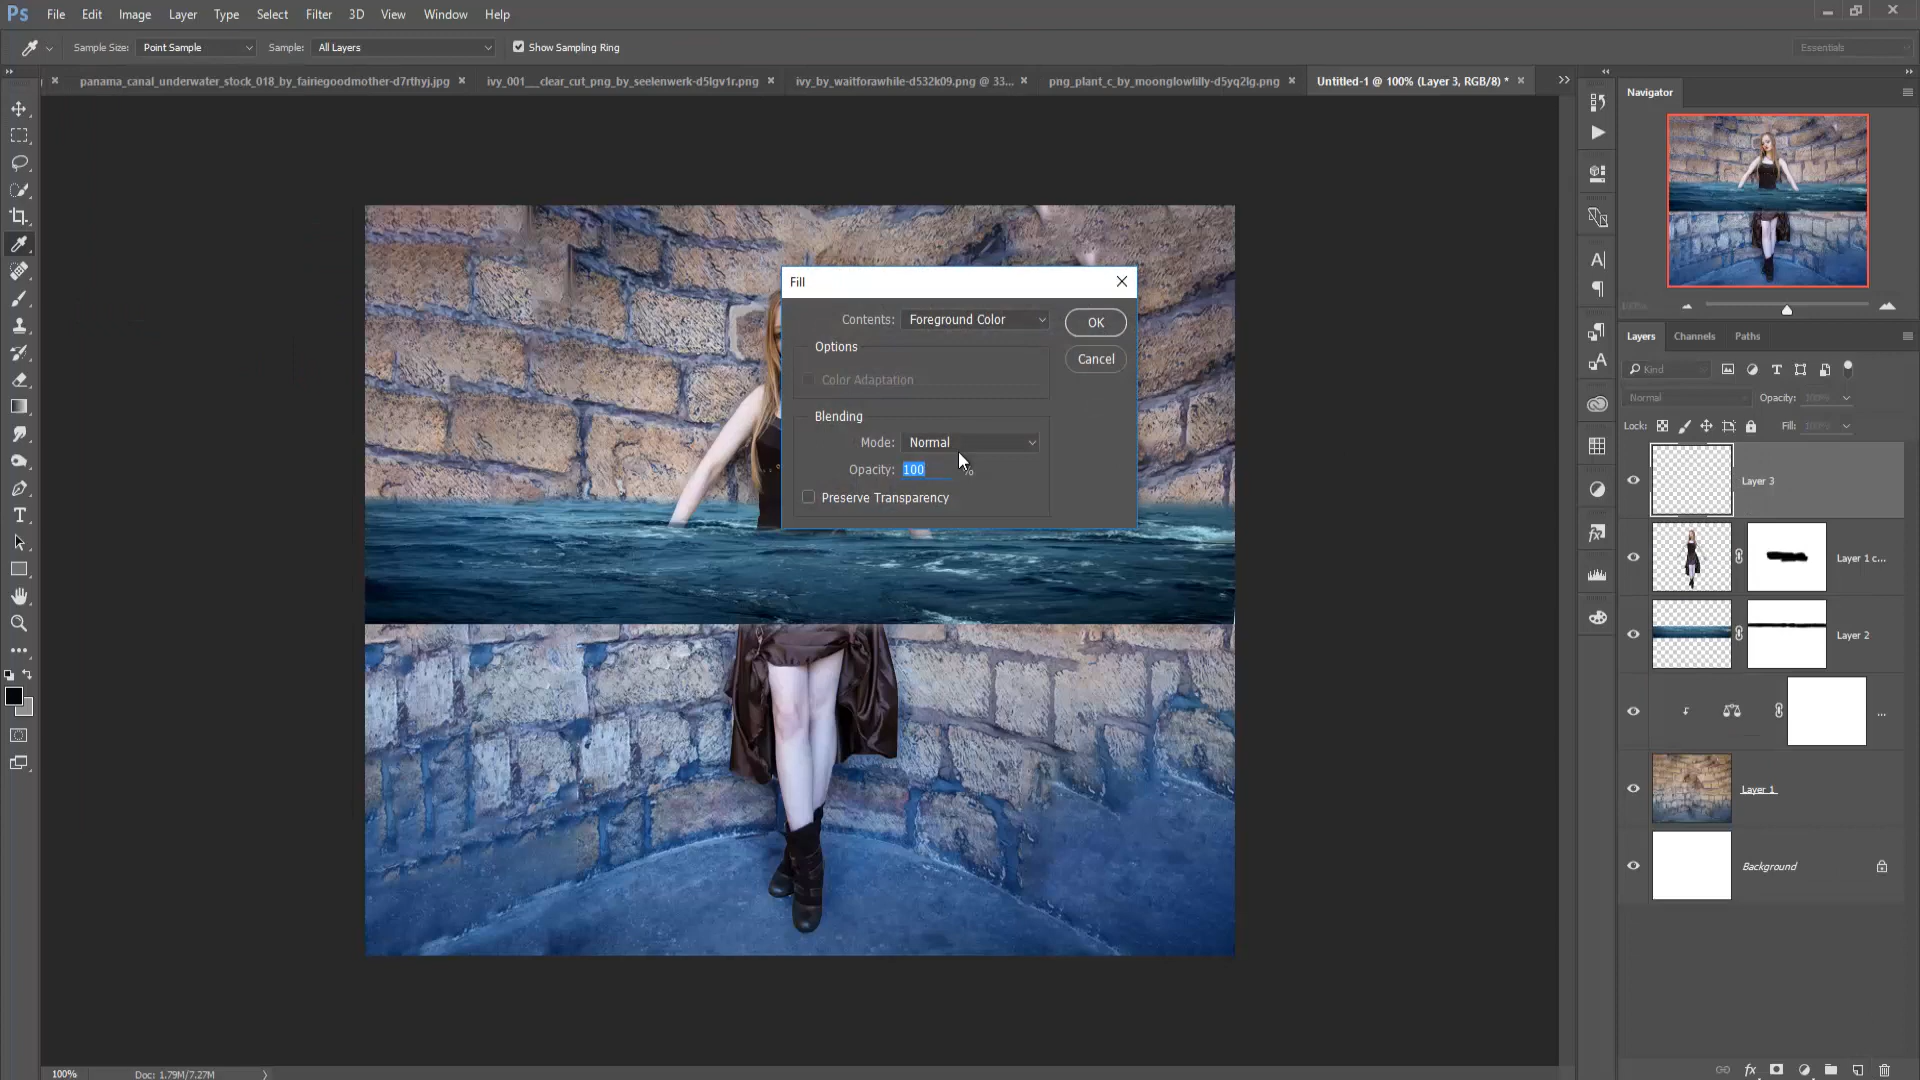 Ps File Edit Image Layer Type Select Filter 3D View Window Help
Sample Size: Point Sample Sample: All Layers Show Sampling Ring Essentials
panama_canal_underwater_stock_018_by_fairiegoodmother-d7rthyj.jpg × ivy_001__clear_cut_png_by_seelenwerk-d5lgv1r.png × ivy_by_waitforawhile-d532k09.png @ 33... × png_plant_c_by_moonglowlilly-d5yq2lg.png × Untitled-1 @ 100% (Layer 3, RGB/8) * ×
Navigator
100%
Fill
Contents: Foreground Color
OK
Options
Cancel
Color Adaptation
Blending
Mode: Normal
Opacity: 100 %
Preserve Transparency
Layers Channels Paths
Kind
Normal Opacity: 100%
Lock: Fill: 100%
Layer 3
Layer 1 c...
Layer 2
...
Layer 1
Background
100% Doc: 1.79M/7.27M